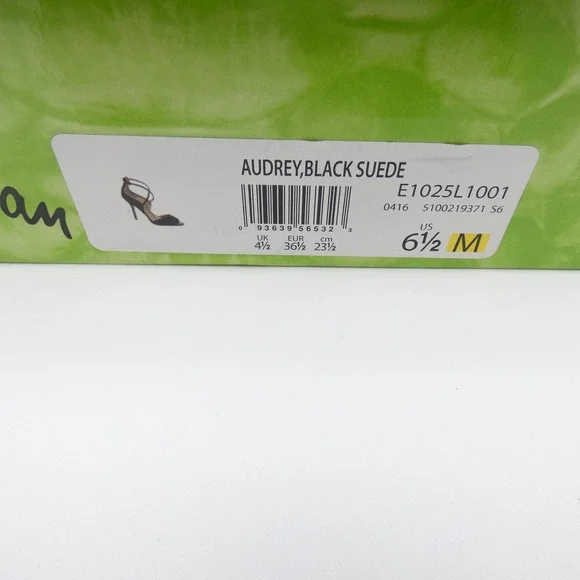 an
AUDREY,BLACK SUEDE
E1025L1001
0416 5100219371 S6
0 93639 56532 3
UK EUR cm
4½ 36½ 23½
US
6½ M